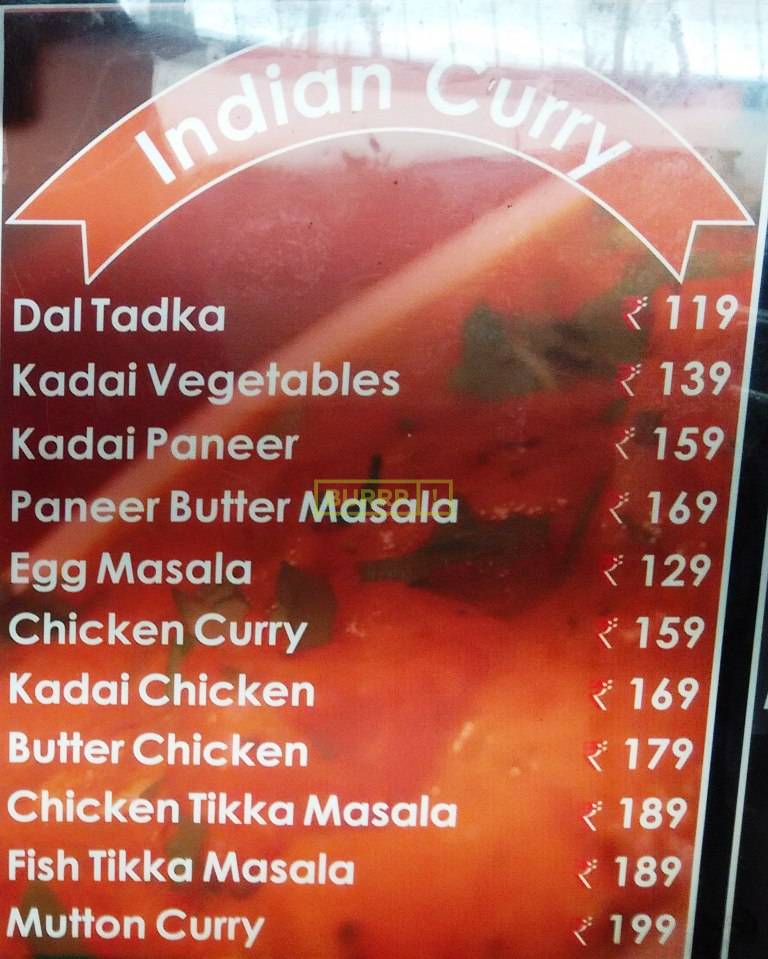 Indian Curry
Dal Tadka ₹ 119
Kadai Vegetables ₹ 139
Kadai Paneer ₹ 159
Paneer Butter Masala ₹ 169
Egg Masala ₹ 129
Chicken Curry ₹ 159
Kadai Chicken ₹ 169
Butter Chicken ₹ 179
Chicken Tikka Masala ₹ 189
Fish Tikka Masala ₹ 189
Mutton Curry ₹ 199